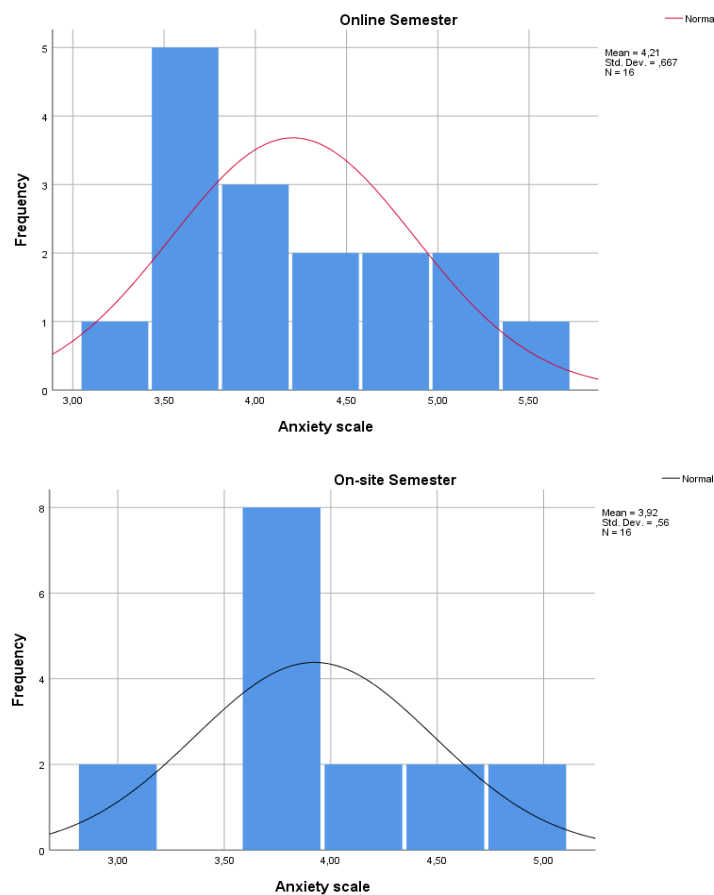 Online Semester
Norma
Mean = 4,21
Std. Dev. = ,667
N = 16
5
4
3
2
1
0
Frequency
3,00 3,50 4,00 4,50 5,00 5,50
Anxiety scale
On-site Semester
Normal
Mean = 3,92
Std. Dev. = ,56
N = 16
8
6
4
2
0
Frequency
3,00 3,50 4,00 4,50 5,00
Anxiety scale